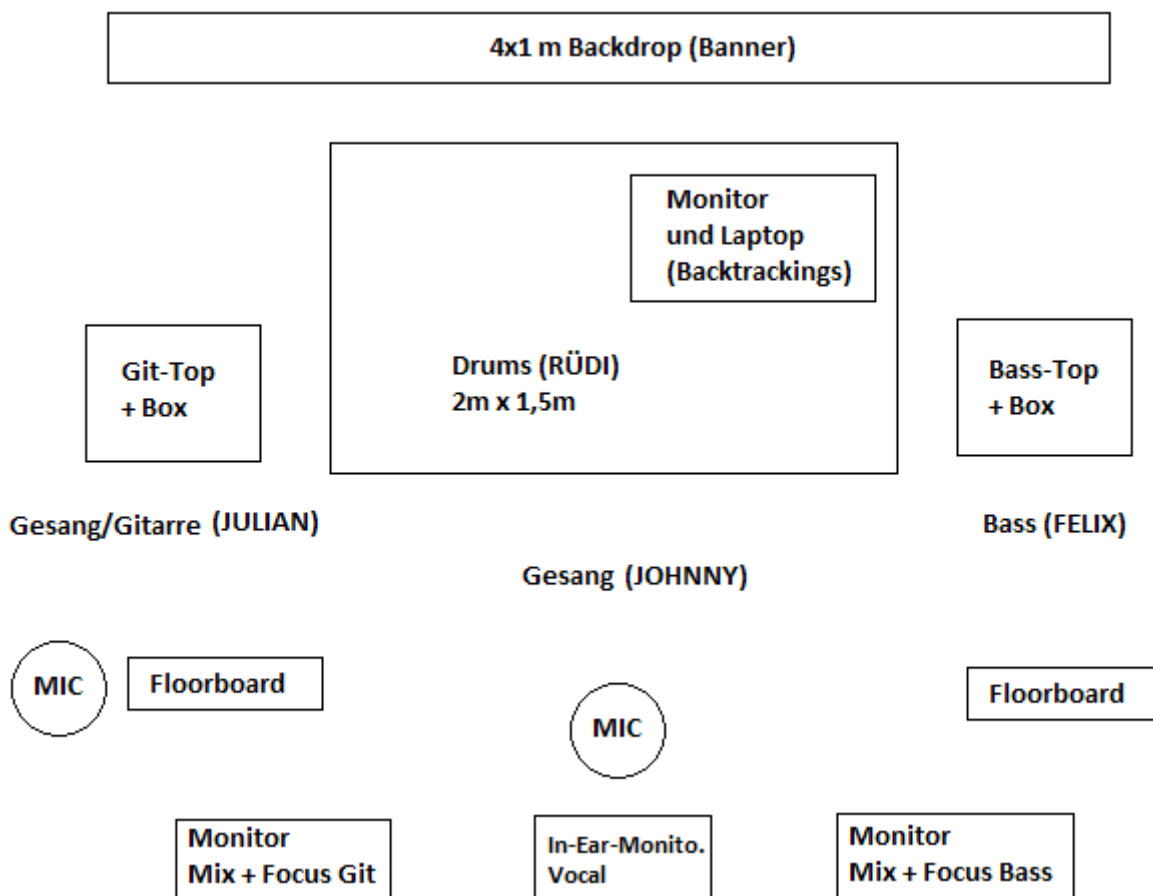 4x1 m Backdrop (Banner)
Monitor
und Laptop
(Backtrackings)
Git-Top
+ Box
Drums (RÜDI)
2m x 1,5m
Bass-Top
+ Box
Gesang/Gitarre (JULIAN)
Bass (FELIX)
Gesang (JOHNNY)
MIC
Floorboard
Floorboard
MIC
Monitor
Mix + Focus Git
In-Ear-Monito.
Vocal
Monitor
Mix + Focus Bass